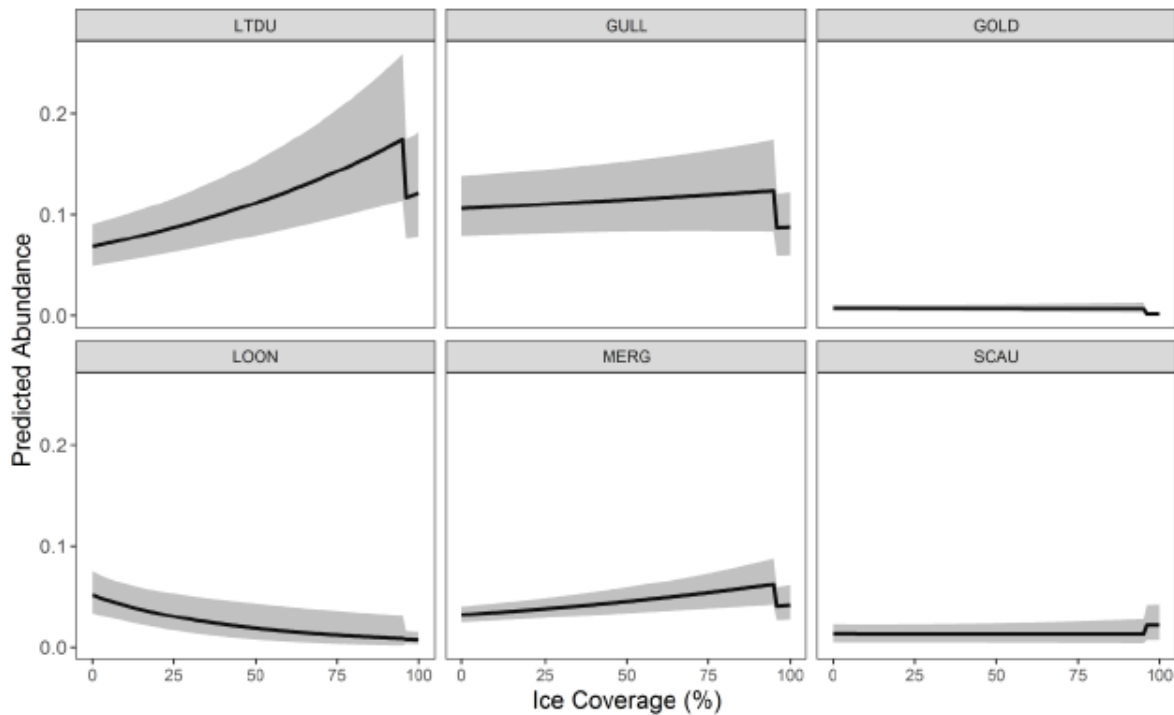 LTDU GULL GOLD
0.2
0.1
0.0
LOON MERG SCAU
0.2
0.1
0.0
0 25 50 75 100 0 25 50 75 100 0 25 50 75 100
Predicted Abundance
Ice Coverage (%)